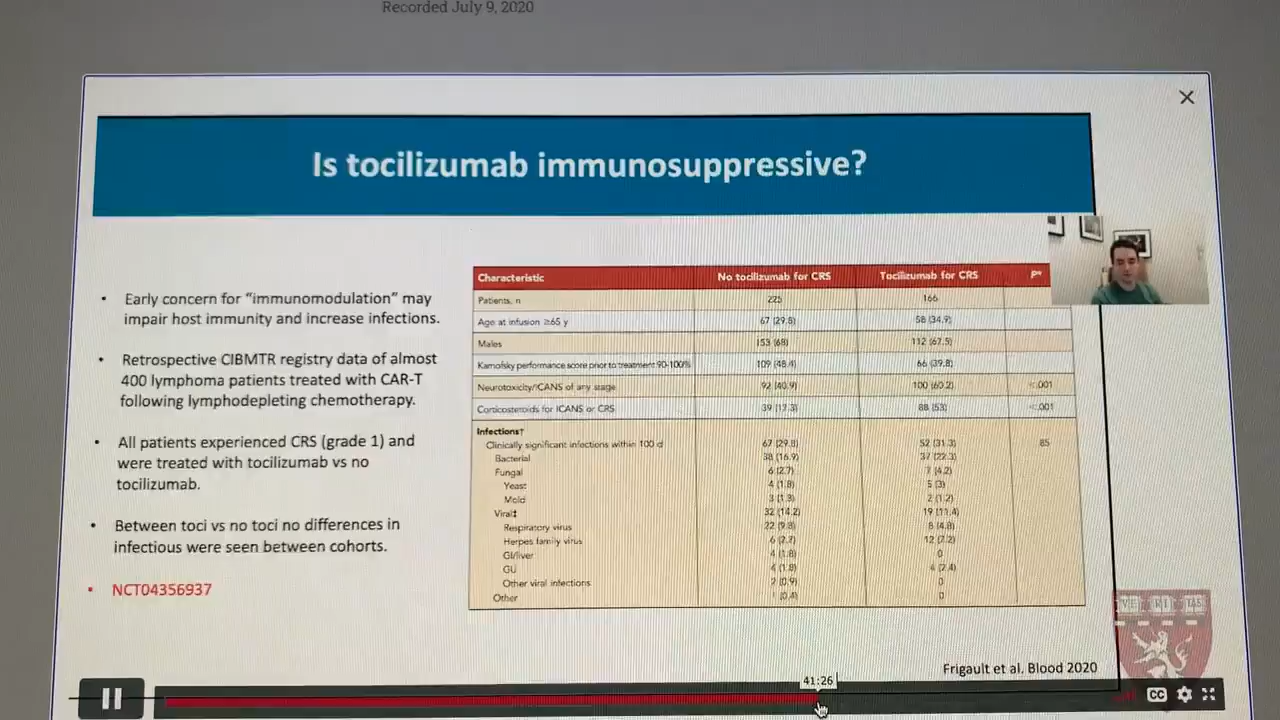 Recorded July 9, 2020
Is tocilizumab immunosuppressive?
• Early concern for “immunomodulation” may
impair host immunity and increase infections.
• Retrospective CIBMTR registry data of almost
400 lymphoma patients treated with CAR-T
following lymphodepleting chemotherapy.
• All patients experienced CRS (grade 1) and
were treated with tocilizumab vs no
tocilizumab.
• Between toci vs no toci no differences in
infectious were seen between cohorts.
• NCT04356937
Characteristic No tocilizumab for CRS Tocilizumab for CRS P*
Patients, n 225 166
Age at infusion ≥65 y 67 (29.8) 58 (34.9)
Males 153 (68) 112 (67.5)
Karnofsky performance score prior to treatment 90-100% 109 (48.4) 66 (39.8)
Neurotoxicity/ICANS of any stage 92 (40.9) 100 (60.2) <.001
Corticosteroids for ICANS or CRS 39 (17.3) 88 (53) <.001
Infections†
Clinically significant infections within 100 d 67 (29.8) 52 (31.3) .85
Bacterial 38 (16.9) 37 (22.3)
Fungal 6 (2.7) 7 (4.2)
Yeast 4 (1.8) 5 (3)
Mold 3 (1.3) 2 (1.2)
Viral‡ 32 (14.2) 19 (11.4)
Respiratory virus 22 (9.8) 8 (4.8)
Herpes family virus 6 (2.7) 12 (7.2)
GI/liver 4 (1.8) 0
GU 4 (1.8) 4 (2.4)
Other viral infections 2 (0.9) 0
Other 1 (0.4) 0
VE RI TAS
Frigault et al. Blood 2020
41:26
CC